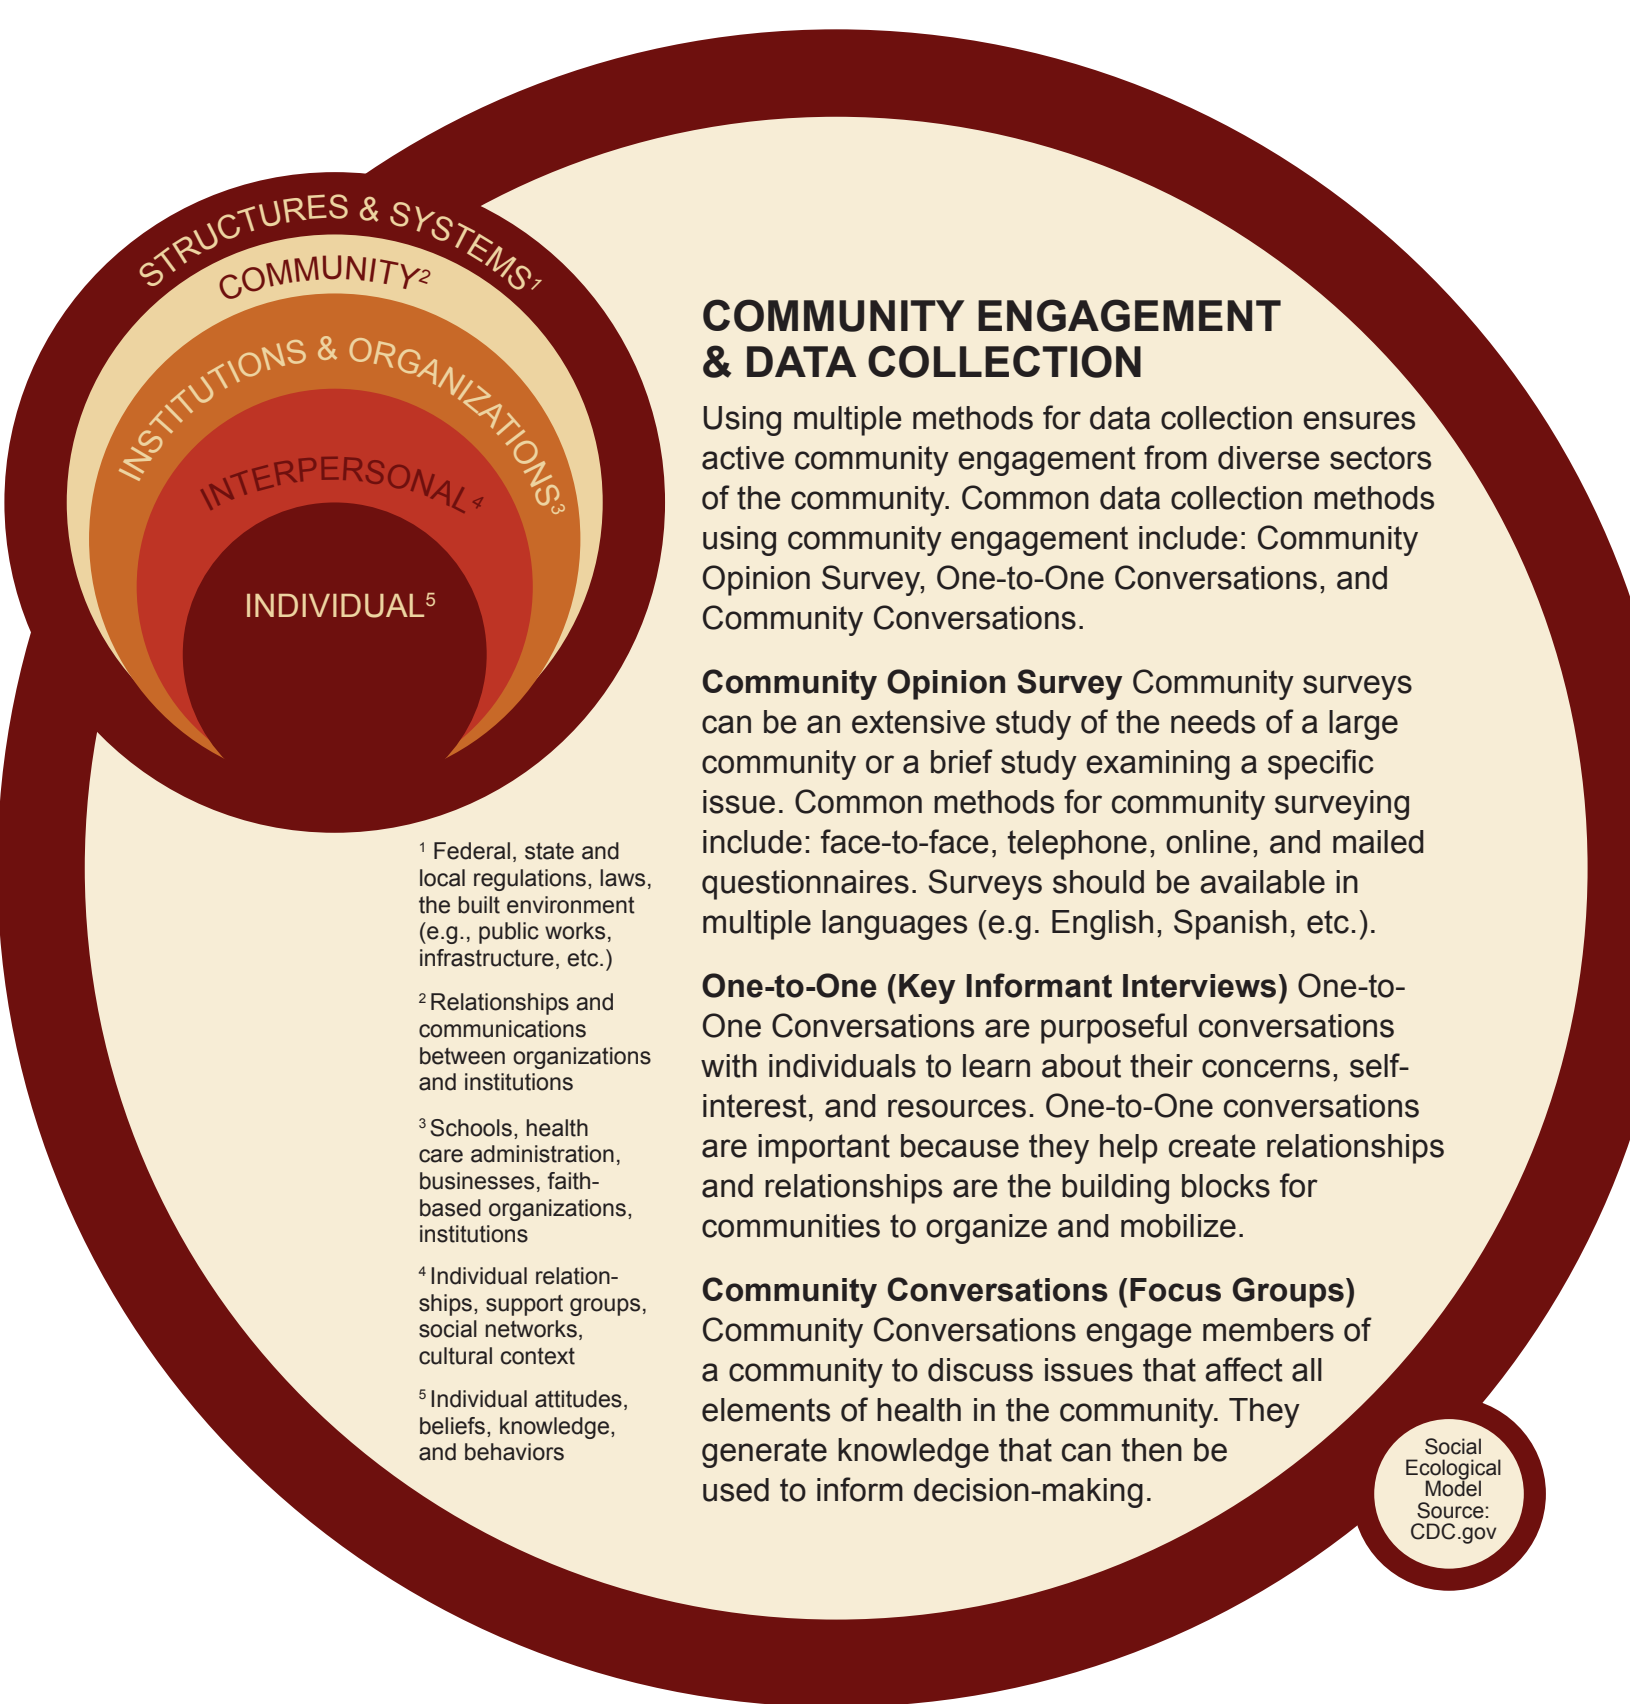 STRUCTURES & SYSTEMS¹
COMMUNITY²
INSTITUTIONS & ORGANIZATIONS³
INTERPERSONAL⁴
INDIVIDUAL⁵
¹ Federal, state and
local regulations, laws,
the built environment
(e.g., public works,
infrastructure, etc.)
² Relationships and
communications
between organizations
and institutions
³ Schools, health
care administration,
businesses, faith-
based organizations,
institutions
⁴ Individual relation-
ships, support groups,
social networks,
cultural context
⁵ Individual attitudes,
beliefs, knowledge,
and behaviors
COMMUNITY ENGAGEMENT
& DATA COLLECTION
Using multiple methods for data collection ensures
active community engagement from diverse sectors
of the community. Common data collection methods
using community engagement include: Community
Opinion Survey, One-to-One Conversations, and
Community Conversations.
Community Opinion Survey Community surveys
can be an extensive study of the needs of a large
community or a brief study examining a specific
issue. Common methods for community surveying
include: face-to-face, telephone, online, and mailed
questionnaires. Surveys should be available in
multiple languages (e.g. English, Spanish, etc.).
One-to-One (Key Informant Interviews) One-to-
One Conversations are purposeful conversations
with individuals to learn about their concerns, self-
interest, and resources. One-to-One conversations
are important because they help create relationships
and relationships are the building blocks for
communities to organize and mobilize.
Community Conversations (Focus Groups)
Community Conversations engage members of
a community to discuss issues that affect all
elements of health in the community. They
generate knowledge that can then be
used to inform decision-making.
Social
Ecological
Model
Source:
CDC.gov